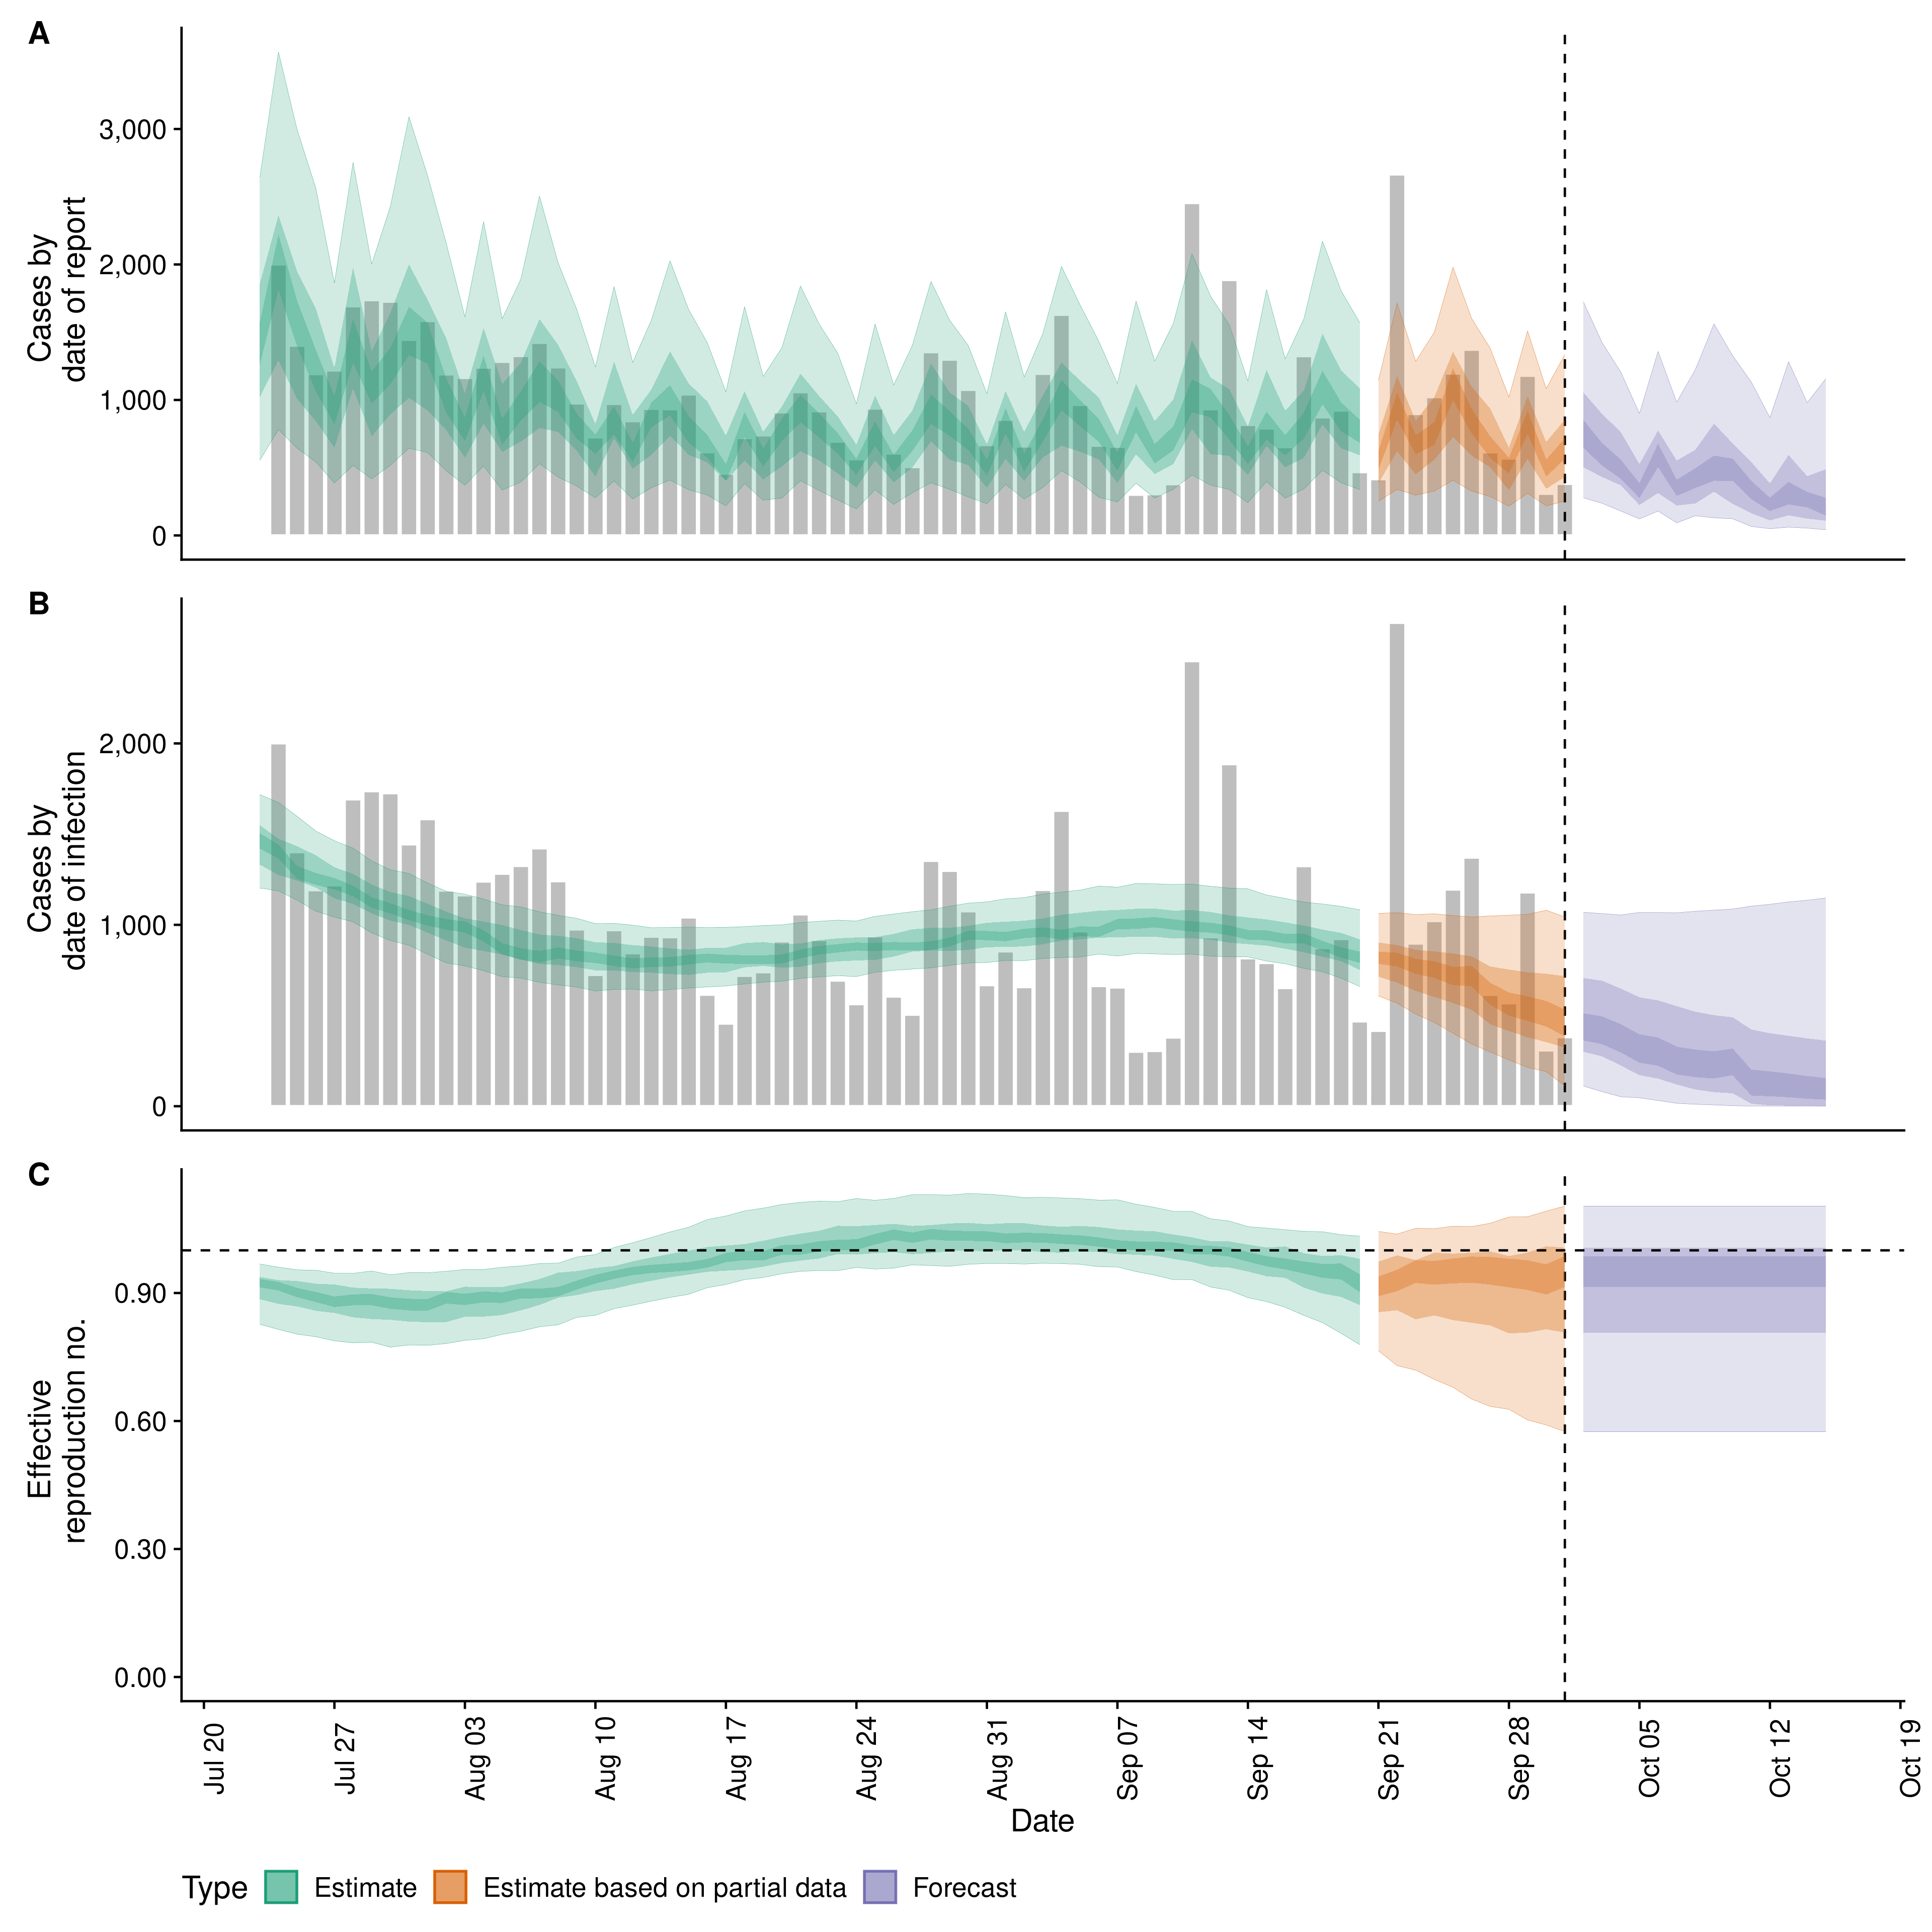 A
Cases by
date of report
3,000
2,000
1,000
0
B
Cases by
date of infection
2,000
1,000
0
C
Effective
reproduction no.
0.90
0.60
0.30
0.00
Jul 20
Jul 27
Aug 03
Aug 10
Aug 17
Aug 24
Aug 31
Sep 07
Sep 14
Sep 21
Sep 28
Oct 05
Oct 12
Oct 19
Date
Type Estimate Estimate based on partial data Forecast